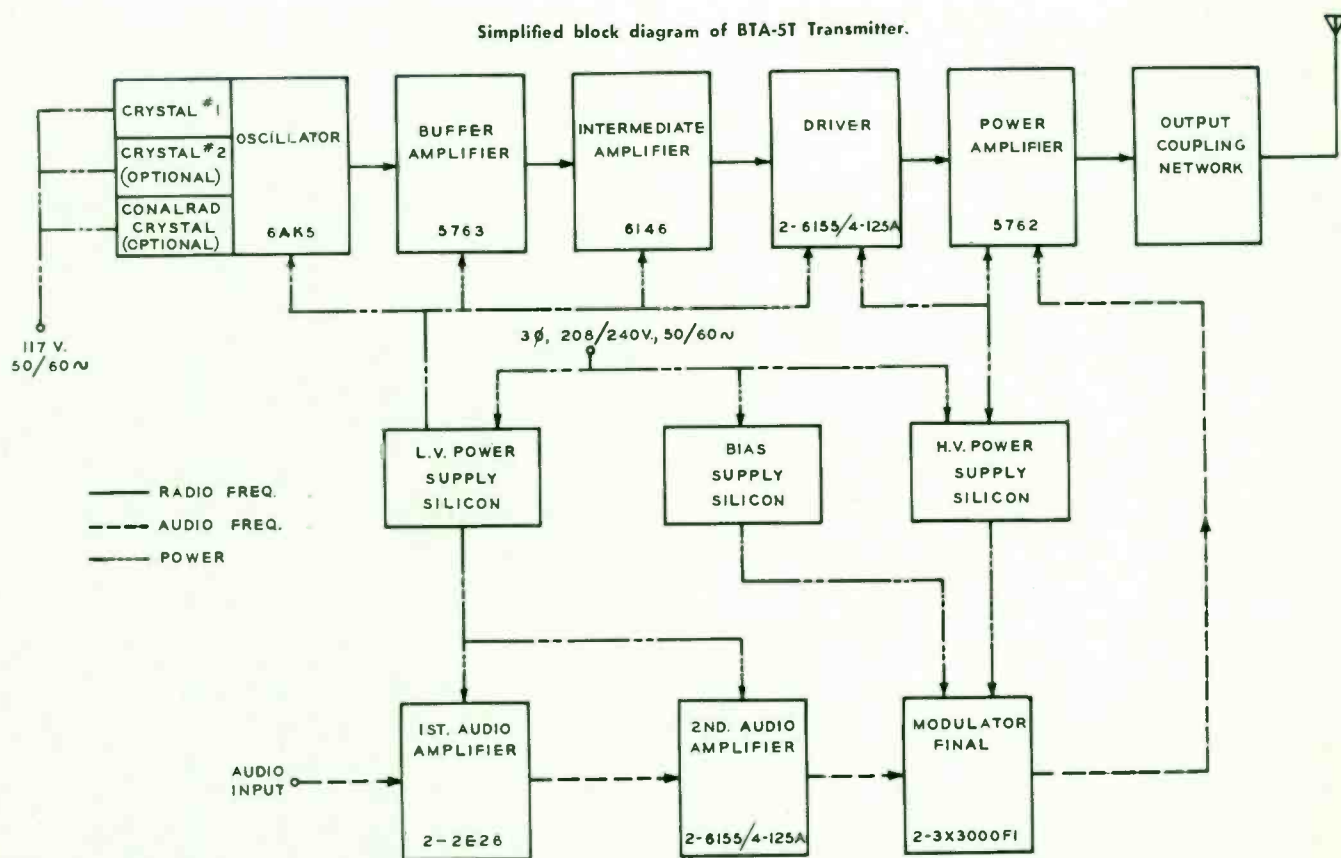 Simplified block diagram of BTA-5T Transmitter.
CRYSTAL #1
CRYSTAL #2
(OPTIONAL)
CONALRAD
CRYSTAL
(OPTIONAL)
OSCILLATOR
6AK5
BUFFER
AMPLIFIER
5763
INTERMEDIATE
AMPLIFIER
6146
DRIVER
2-6155/4-125A
POWER
AMPLIFIER
5762
OUTPUT
COUPLING
NETWORK
117 V.
50/60~
3ø, 208/240V., 50/60~
L.V. POWER
SUPPLY
SILICON
BIAS
SUPPLY
SILICON
H.V. POWER
SUPPLY
SILICON
RADIO FREQ.
AUDIO FREQ.
POWER
AUDIO
INPUT
1ST. AUDIO
AMPLIFIER
2-2E26
2ND. AUDIO
AMPLIFIER
2-6155/4-125A
MODULATOR
FINAL
2-3X3000F1